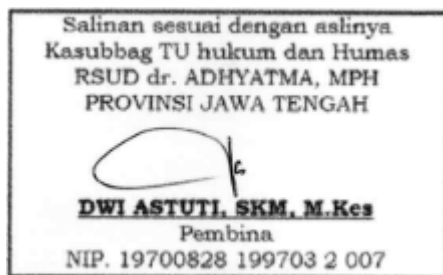 Salinan sesuai dengan aslinya
Kasubbag TU hukum dan Humas
RSUD dr. ADHYATMA, MPH
PROVINSI JAWA TENGAH
DWI ASTUTI, SKM, M.Kes
Pembina
NIP. 19700828 199703 2 007